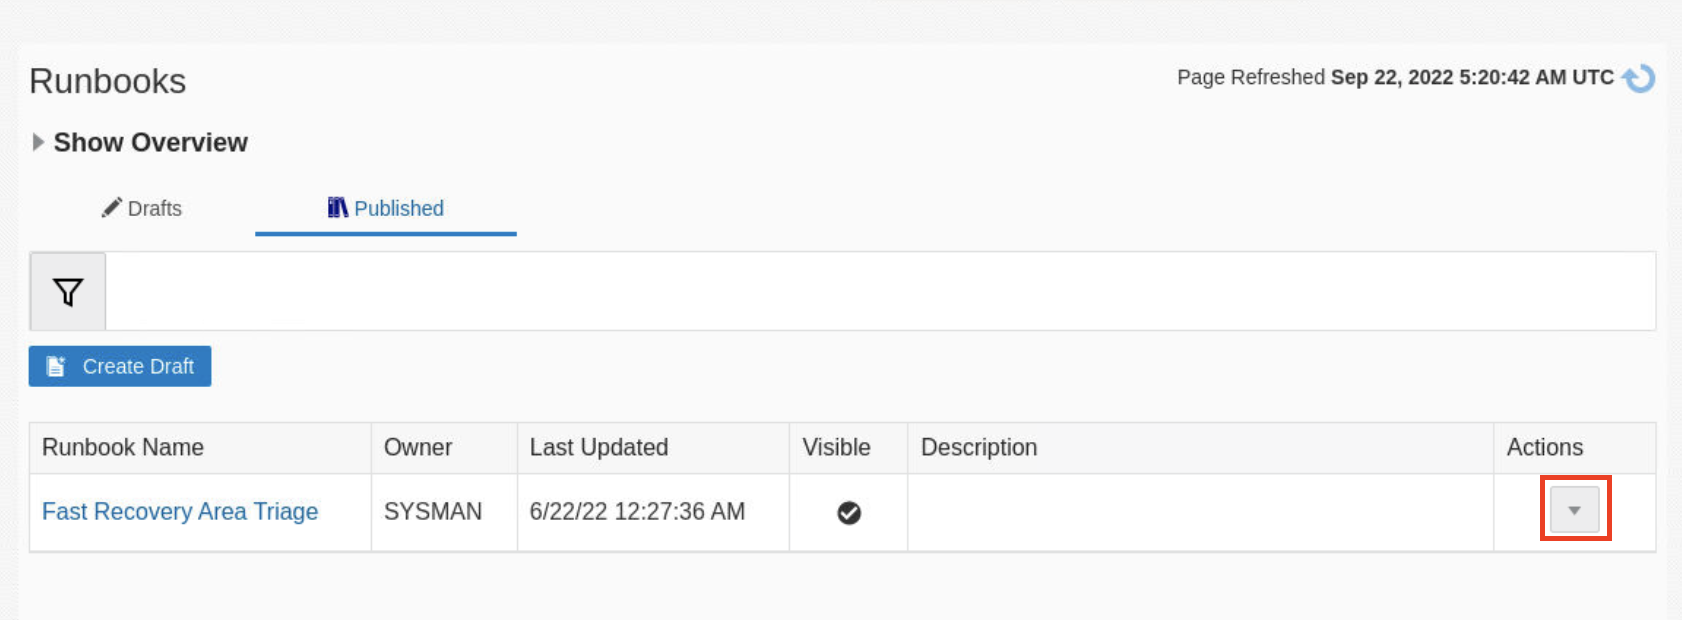 Runbooks
Page Refreshed Sep 22, 2022 5:20:42 AM UTC
Show Overview
Drafts Published
Create Draft
Runbook Name Owner Last Updated Visible Description Actions
Fast Recovery Area Triage SYSMAN 6/22/22 12:27:36 AM